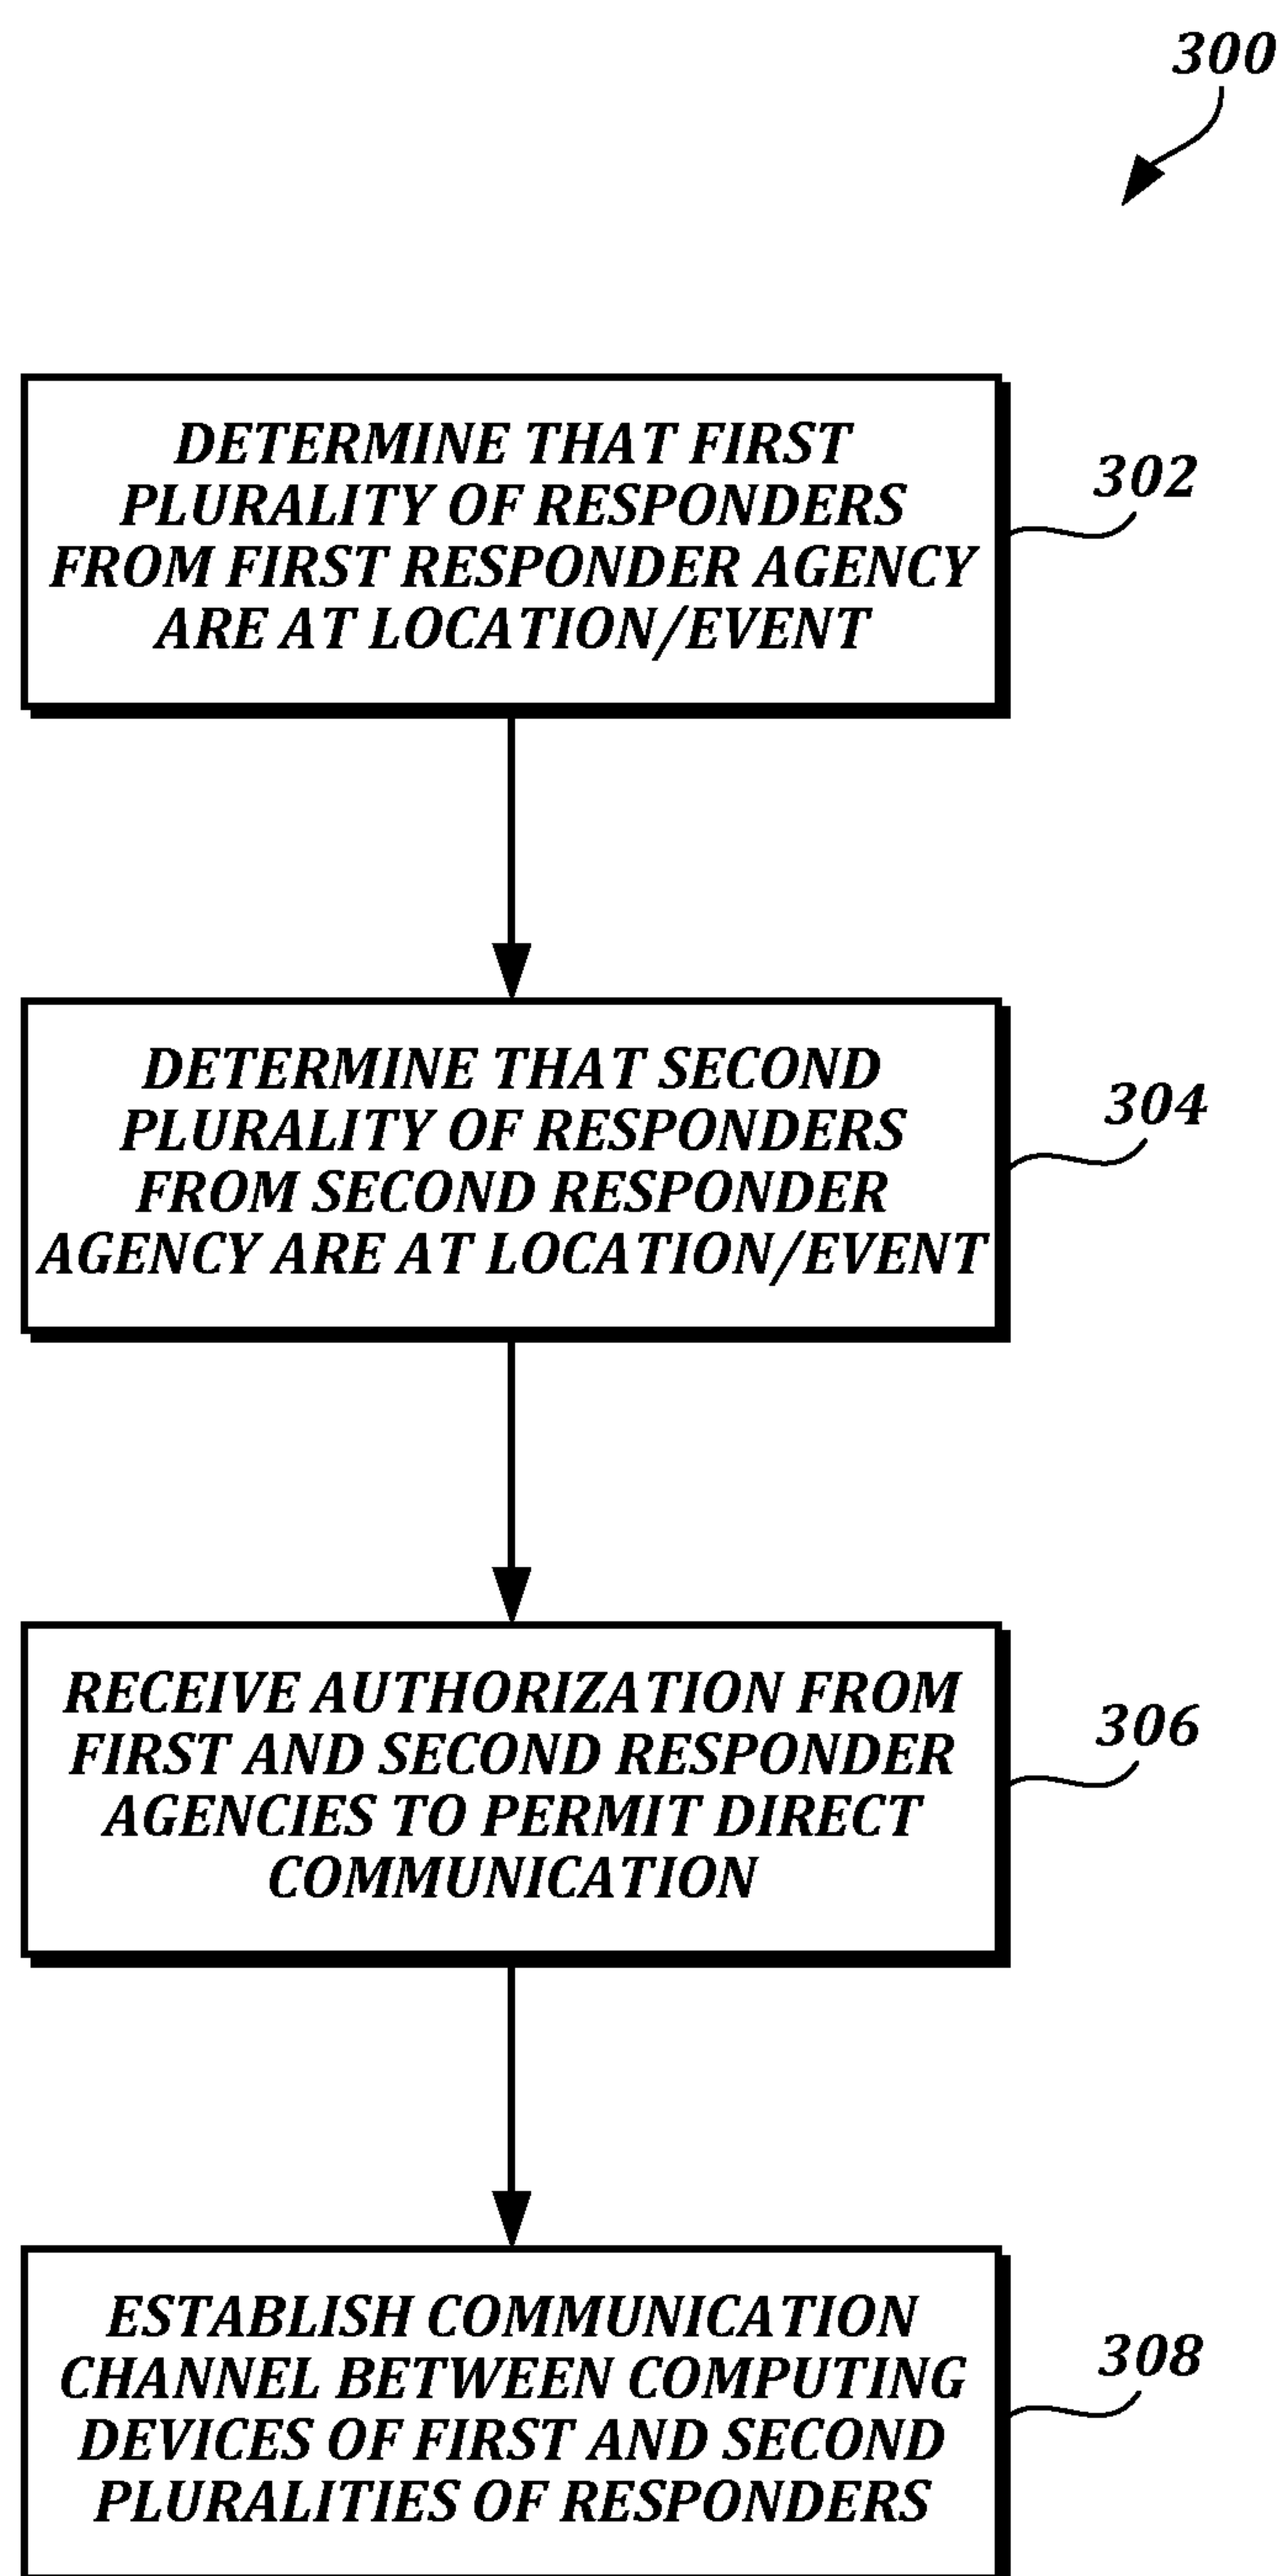 300
DETERMINE THAT FIRST
PLURALITY OF RESPONDERS
FROM FIRST RESPONDER AGENCY
ARE AT LOCATION/EVENT
302
DETERMINE THAT SECOND
PLURALITY OF RESPONDERS
FROM SECOND RESPONDER
AGENCY ARE AT LOCATION/EVENT
304
RECEIVE AUTHORIZATION FROM
FIRST AND SECOND RESPONDER
AGENCIES TO PERMIT DIRECT
COMMUNICATION
306
ESTABLISH COMMUNICATION
CHANNEL BETWEEN COMPUTING
DEVICES OF FIRST AND SECOND
PLURALITIES OF RESPONDERS
308